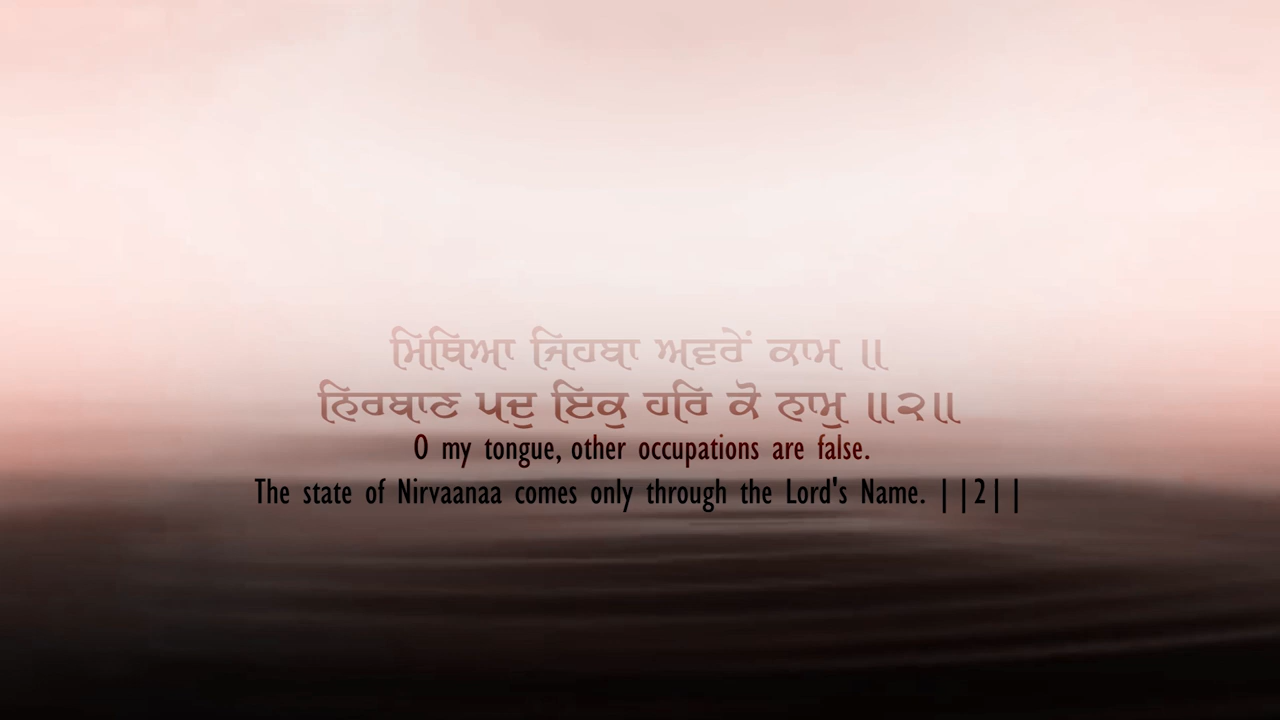 ਮਿਥਿਆ ਜਿਹਬਾ ਅਵਰੇਂ ਕਾਮ ॥
ਨਿਰਬਾਣ ਪਦੁ ਇਕੁ ਹਰਿ ਕੋ ਨਾਮੁ ॥੨॥
O my tongue, other occupations are false.
The state of Nirvaanaa comes only through the Lord's Name. ||2||